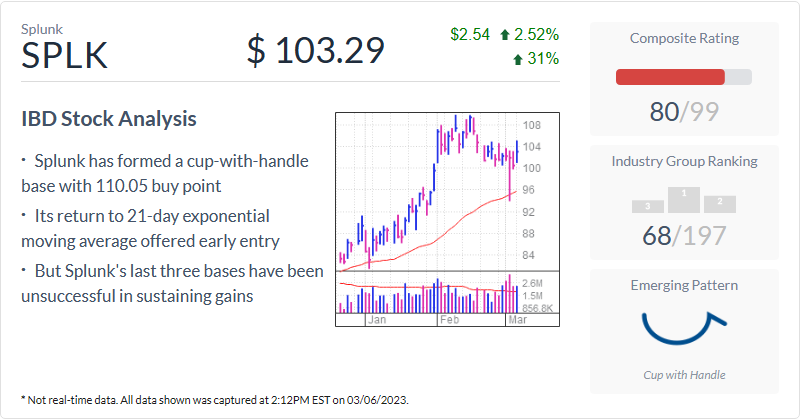 Splunk
SPLK
$ 103.29
$2.54 2.52%
31%
IBD Stock Analysis
· Splunk has formed a cup-with-handle
base with 110.05 buy point
· Its return to 21-day exponential
moving average offered early entry
· But Splunk's last three bases have been
unsuccessful in sustaining gains
108
104
100
96
92
88
84
2.6M
1.5M
856.8K
Jan Feb Mar
Composite Rating
80/99
Industry Group Ranking
3 1 2
68/197
Emerging Pattern
Cup with Handle
* Not real-time data. All data shown was captured at 2:12PM EST on 03/06/2023.